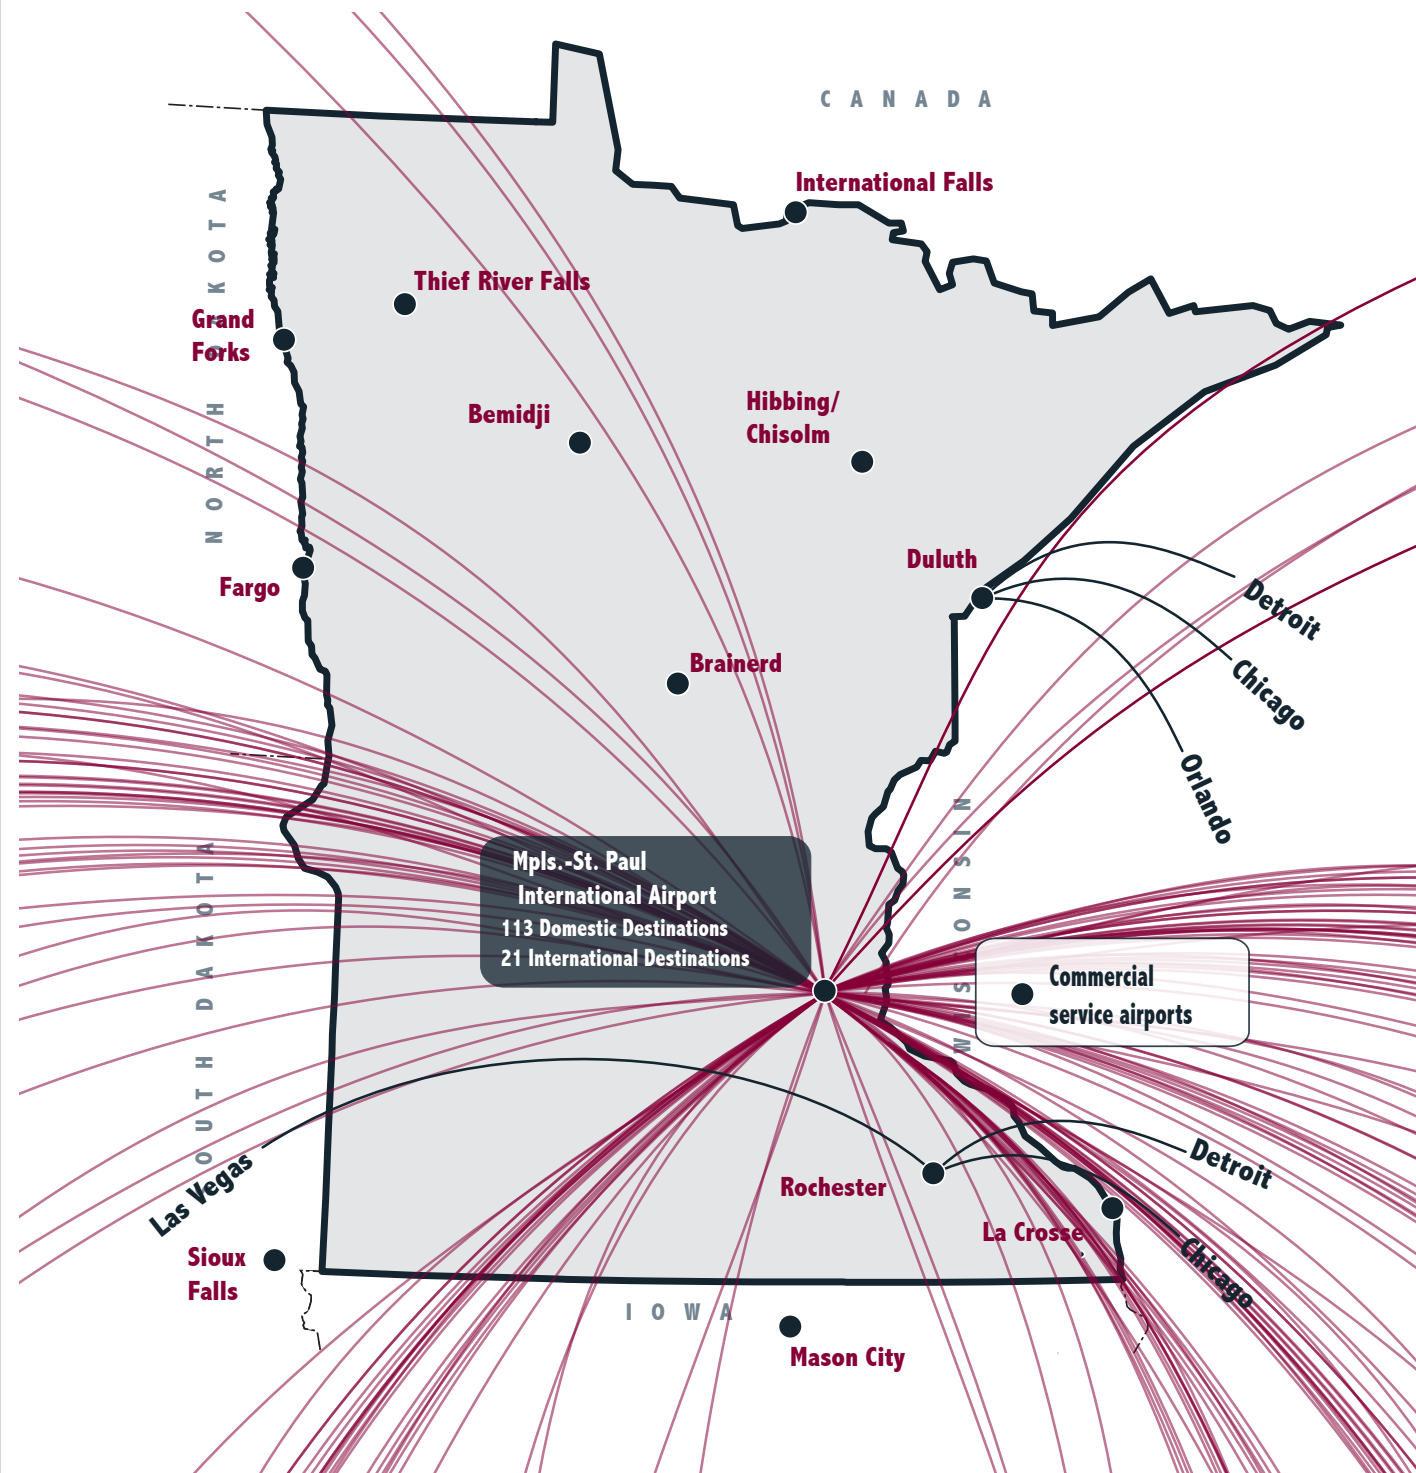 CANADA
International Falls
NORTH DAKOTA
Thief River Falls
Grand
Forks
Hibbing/
Chisolm
Bemidji
Duluth
Fargo
Detroit
Chicago
Orlando
Brainerd
WISCONSIN
SOUTH DAKOTA
Mpls.-St. Paul
International Airport
113 Domestic Destinations
21 International Destinations
Commercial
service airports
Las Vegas
Rochester
Detroit
La Crosse
Chicago
Sioux
Falls
IOWA
Mason City